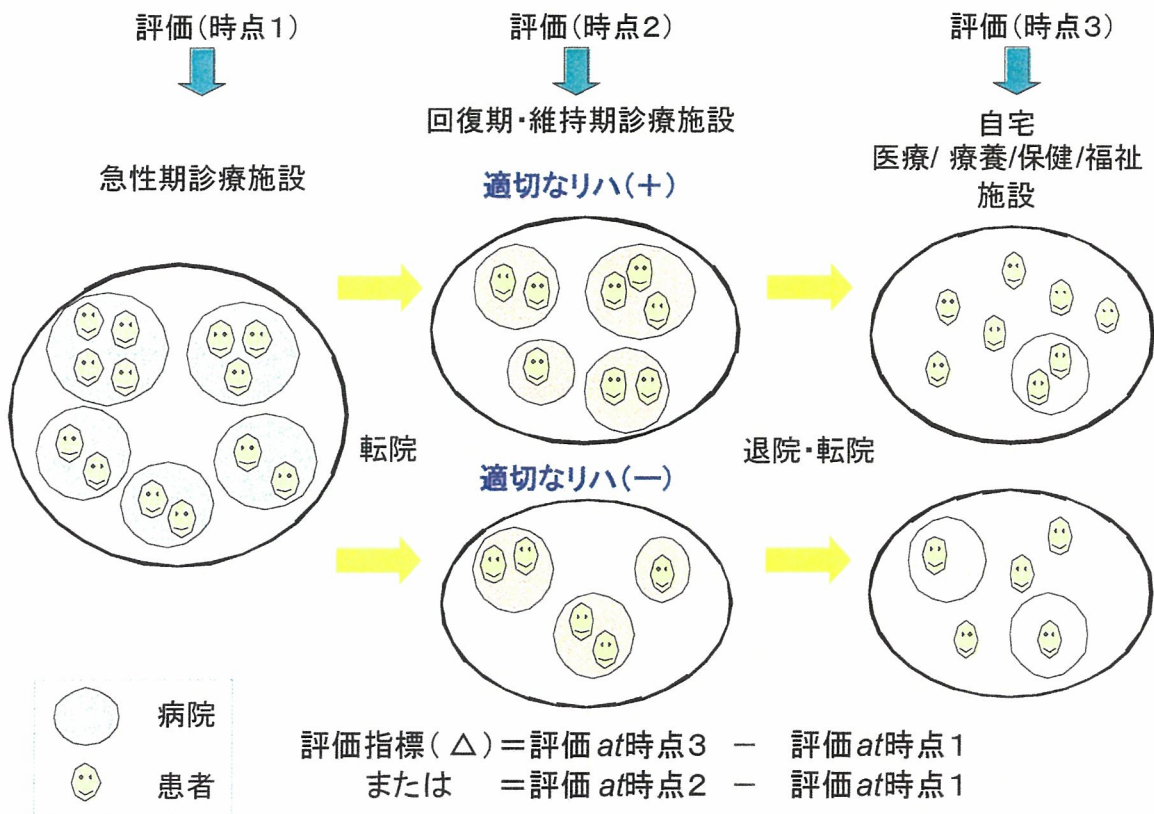 評価(時点1)
評価(時点2)
評価(時点3)
急性期診療施設
回復期・維持期診療施設
自宅
医療/ 療養/保健/福祉
施設
適切なリハ(+)
転院
退院・転院
適切なリハ(ー)
病院
患者
評価指標( △ )=評価 at時点3 － 評価 at時点1
または =評価 at時点2 － 評価 at時点1